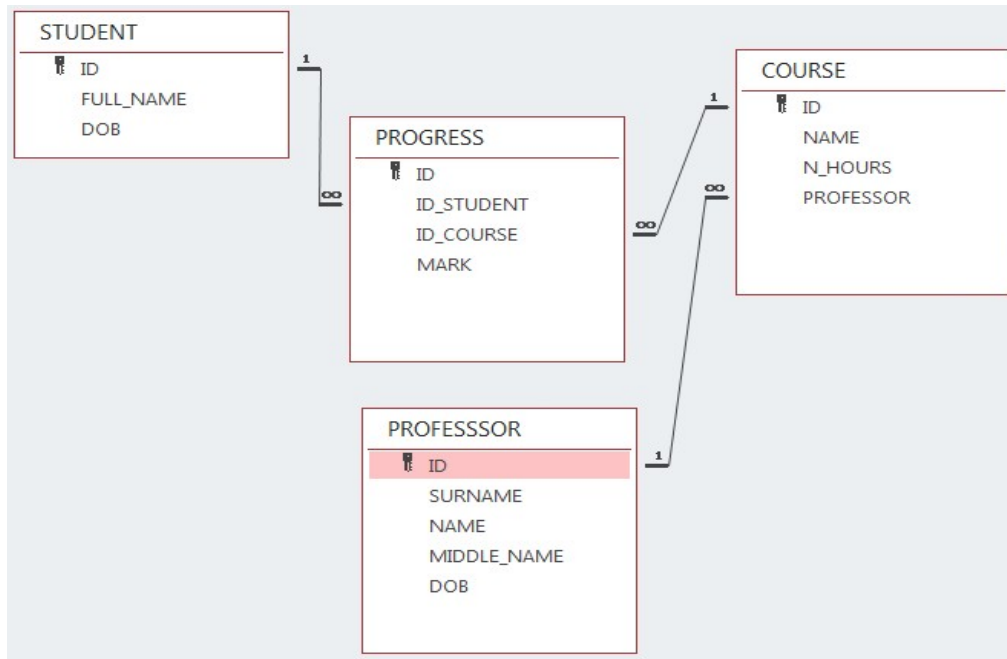 STUDENT
ID
FULL_NAME
DOB
1
∞
PROGRESS
ID
ID_STUDENT
ID_COURSE
MARK
∞
1
COURSE
ID
NAME
N_HOURS
PROFESSOR
∞
1
PROFESSSOR
ID
SURNAME
NAME
MIDDLE_NAME
DOB